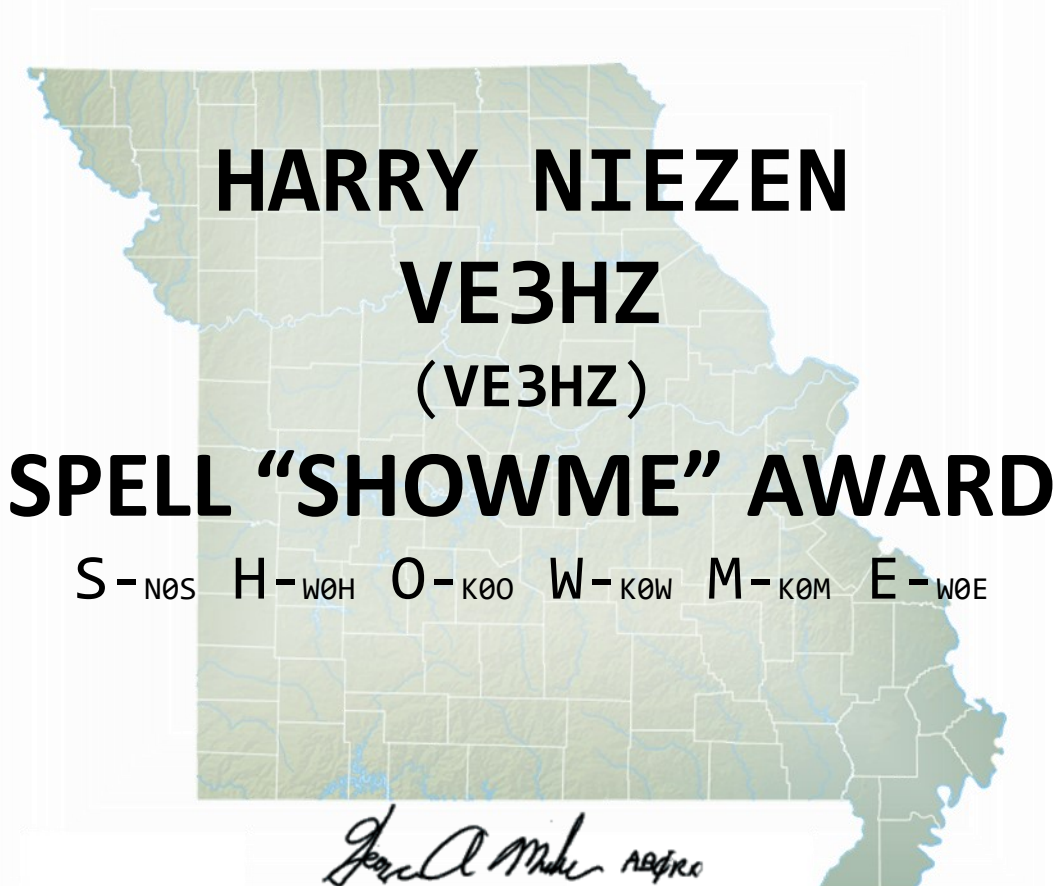 HARRY NIEZEN
VE3HZ
(VE3HZ)
SPELL “SHOWME” AWARD
S-N0S H-W0H O-K0O W-K0W M-K0M E-W0E